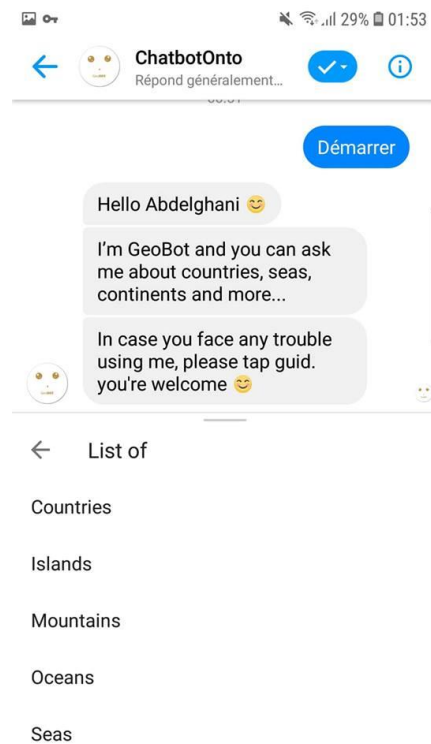 29% 01:53
ChatbotOnto
Répond généralement...
Démarrer
Hello Abdelghani 😊
I'm GeoBot and you can ask
me about countries, seas,
continents and more...
In case you face any trouble
using me, please tap guid.
you're welcome 😊
List of
Countries
Islands
Mountains
Oceans
Seas